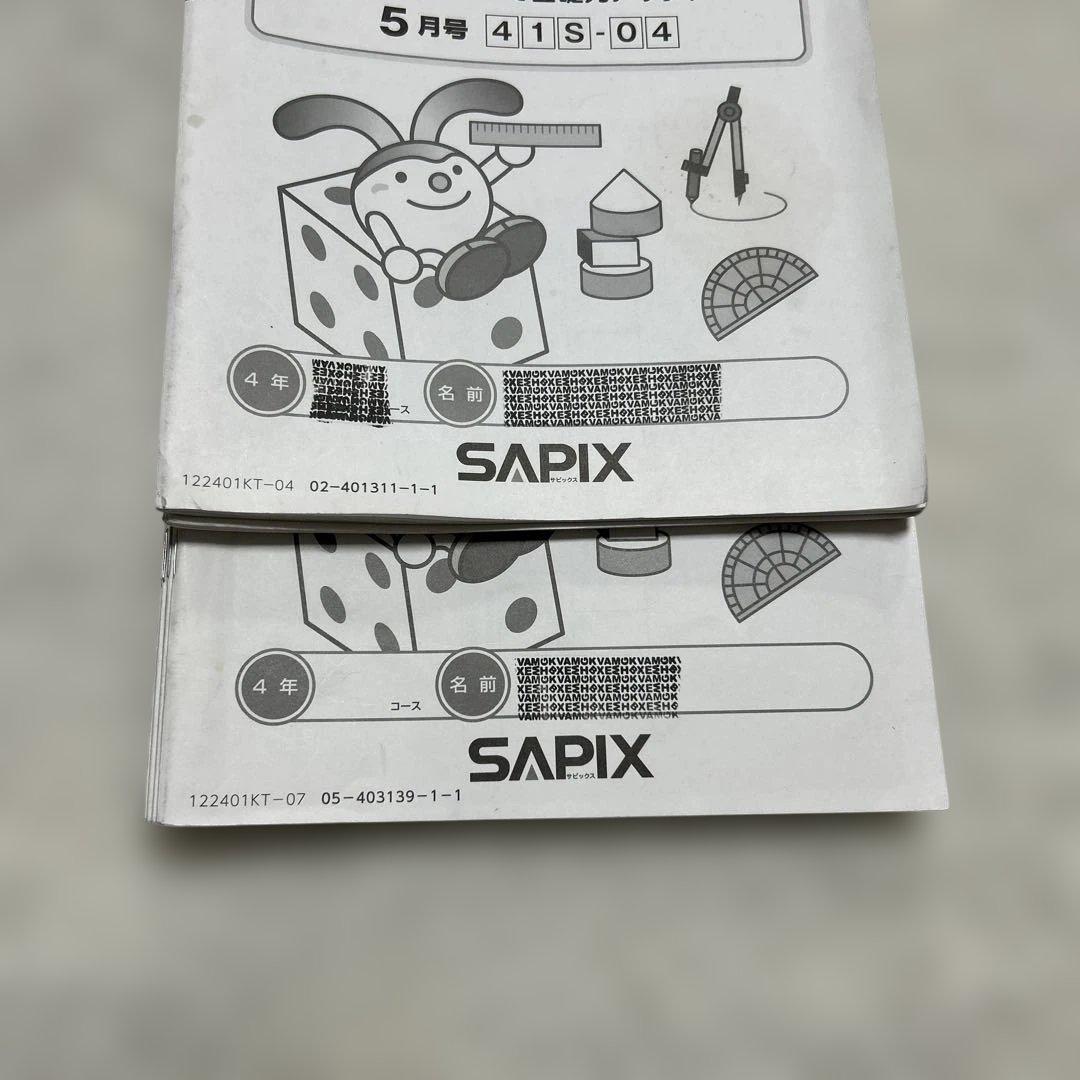 5月号 41S-04
4年 コース 名前
SAPIX
サピックス
122401KT-04 02-401311-1-1
4年 コース 名前
SAPIX
サピックス
122401KT-07 05-403139-1-1